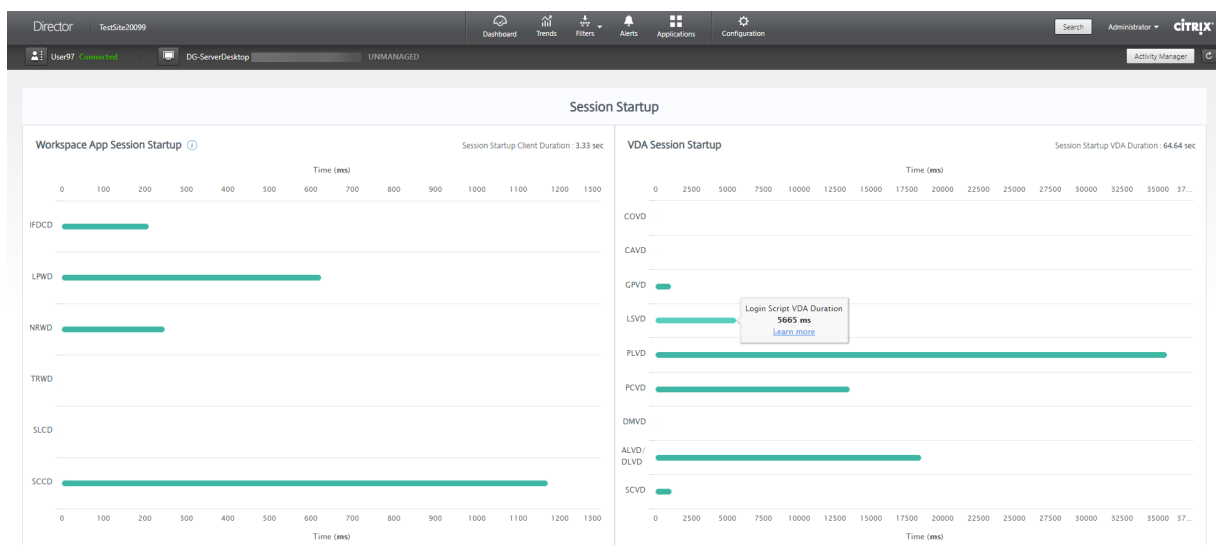 Director TestSite20099 Dashboard Trends Filters Alerts Applications Configuration Search Administrator CİTRIX
User97 Connected DG-ServerDesktop UNMANAGED Activity Manager
Session Startup
Workspace App Session Startup Session Startup Client Duration : 3.33 sec
Time (ms)
0 100 200 300 400 500 600 700 800 900 1000 1100 1200 1300
IFDCD
LPWD
NRWD
TRWD
SLCD
SCCD
0 100 200 300 400 500 600 700 800 900 1000 1100 1200 1300
Time (ms)
VDA Session Startup Session Startup VDA Duration : 64.64 sec
Time (ms)
0 2500 5000 7500 10000 12500 15000 17500 20000 22500 25000 27500 30000 32500 35000 37...
COVD
CAVD
GPVD
LSVD
Login Script VDA Duration
5665 ms
Learn more
PLVD
PCVD
DMVD
ALVD/
DLVD
SCVD
0 2500 5000 7500 10000 12500 15000 17500 20000 22500 25000 27500 30000 32500 35000 37...
Time (ms)